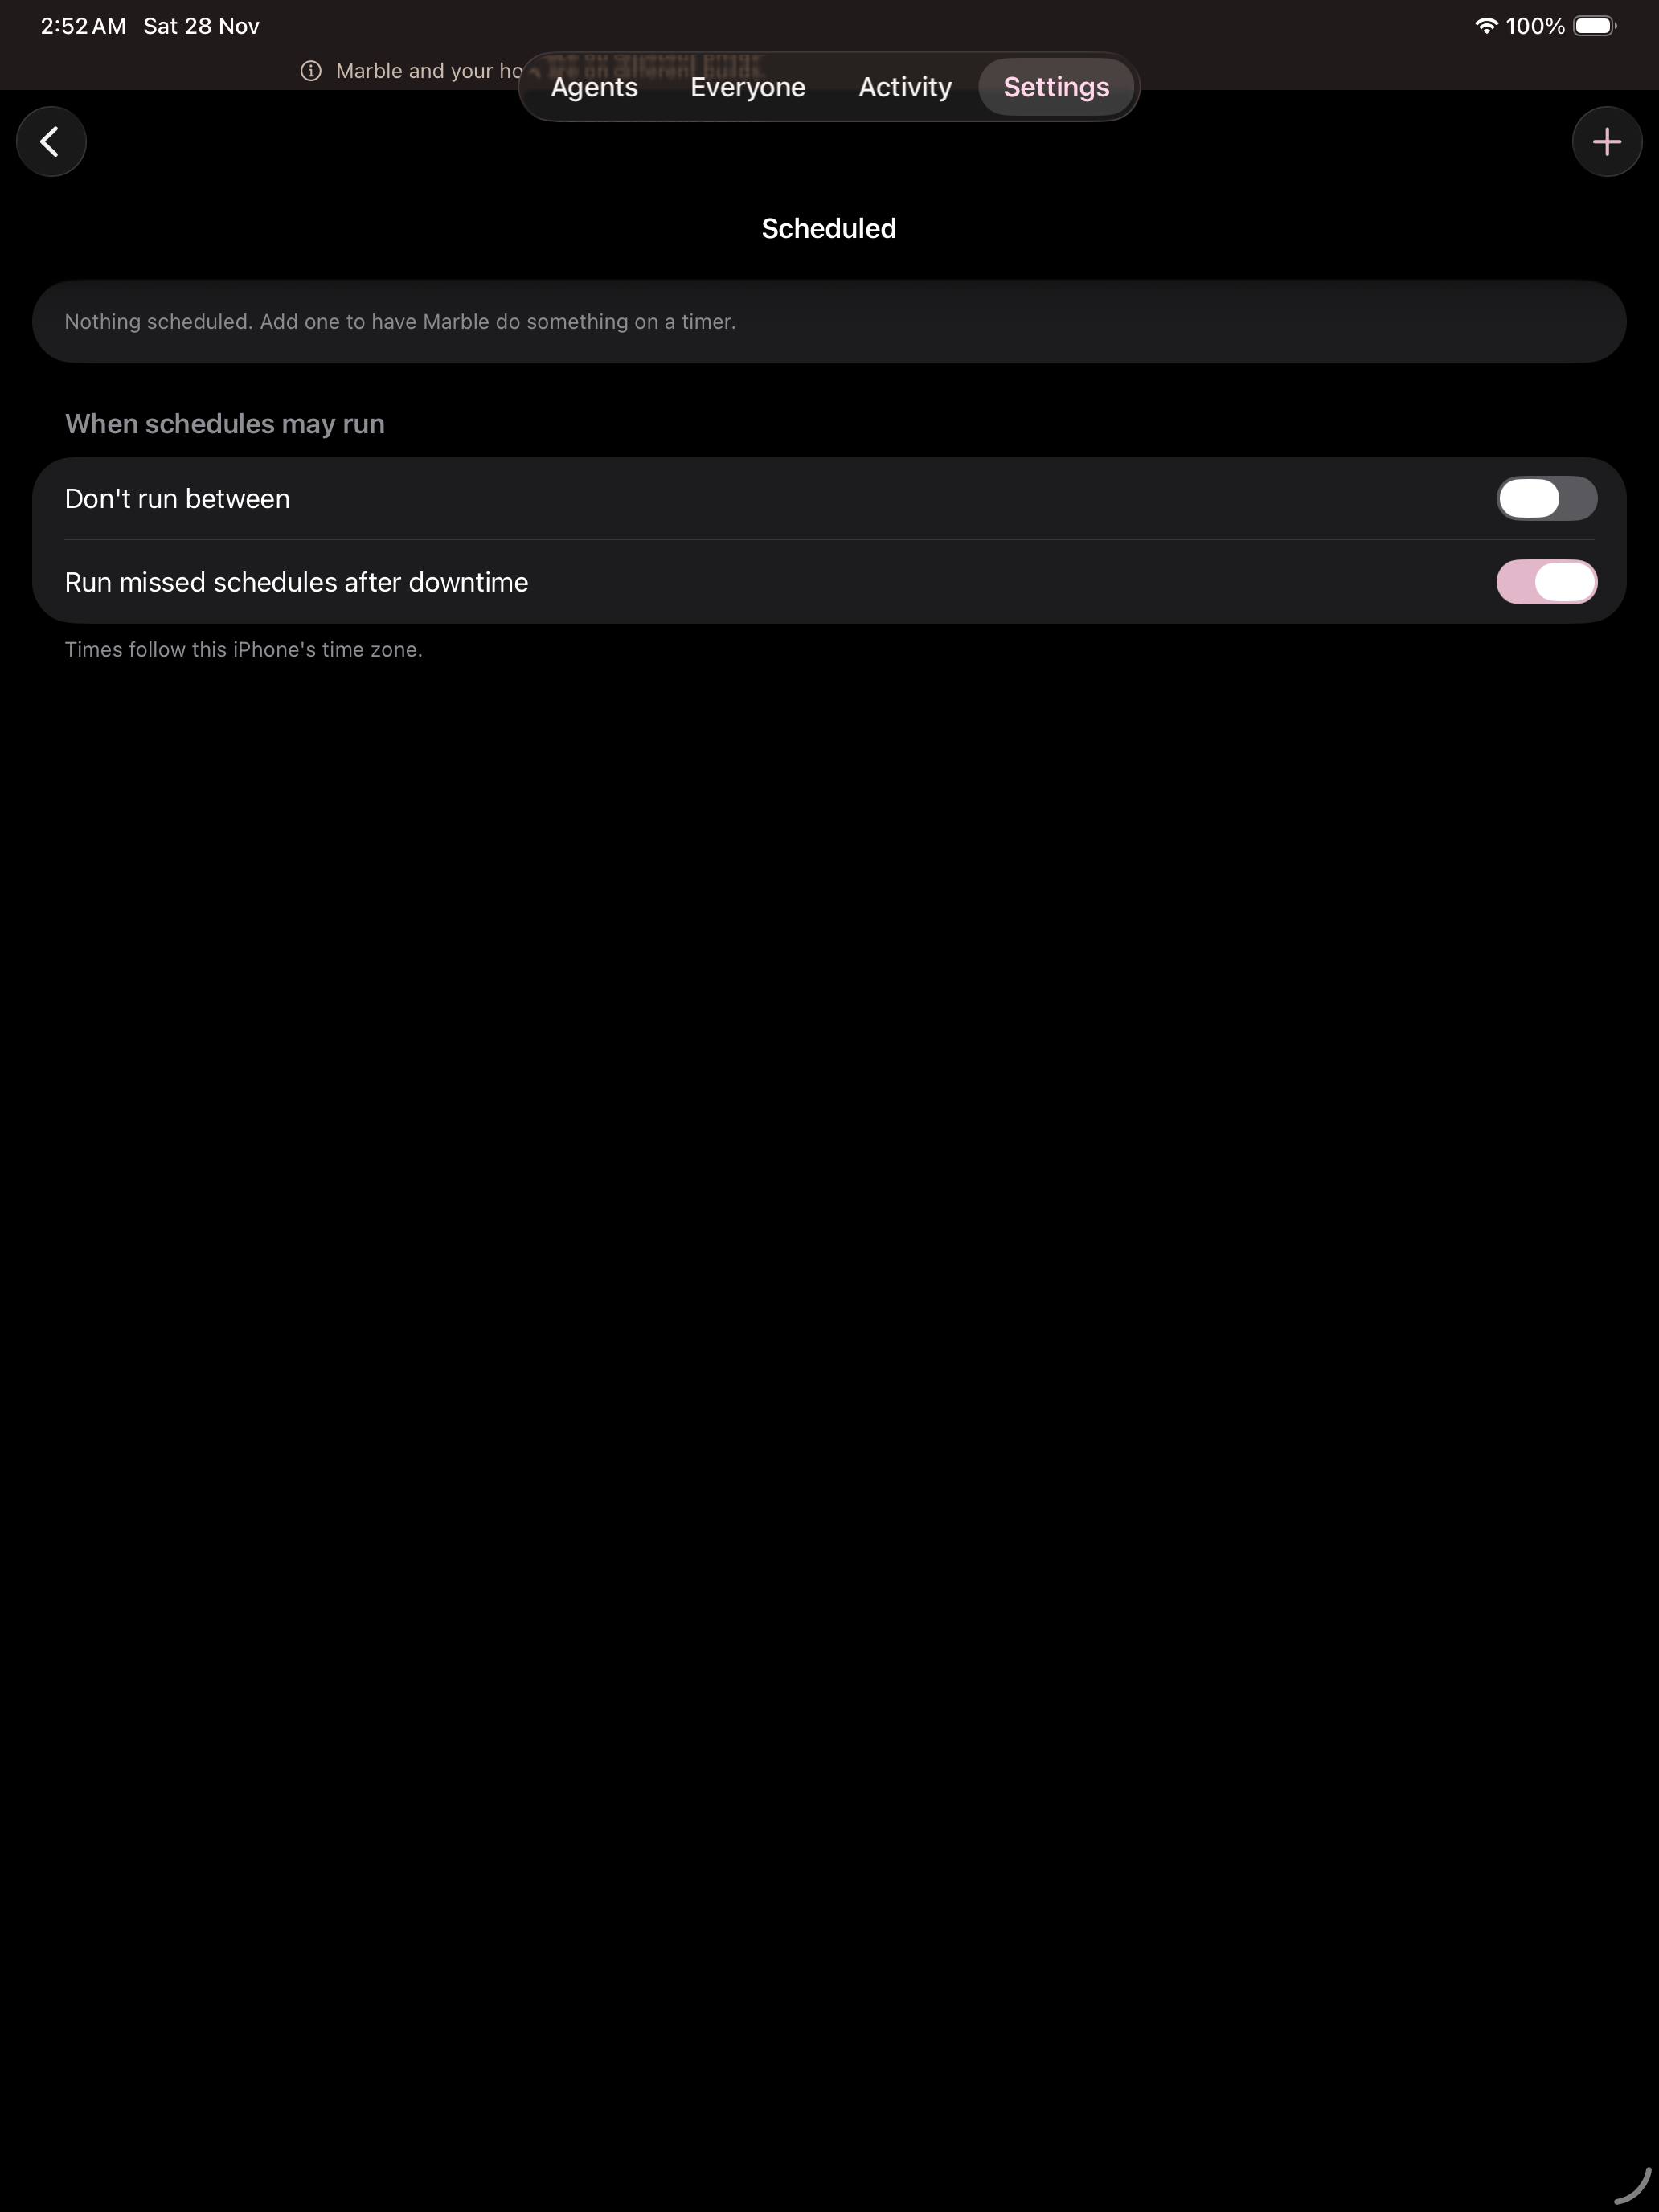 2:52 AM Sat 28 Nov
100%
Marble and your
Agents Everyone Activity Settings
Scheduled
Nothing scheduled. Add one to have Marble do something on a timer.
When schedules may run
Don't run between
Run missed schedules after downtime
Times follow this iPhone's time zone.